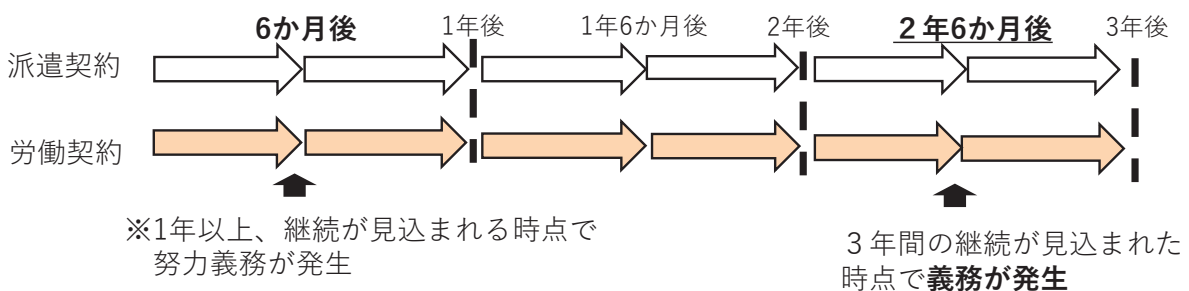 6か月後 1年後 1年6か月後 2年後 2年6か月後 3年後
派遣契約
労働契約
※1年以上、継続が見込まれる時点で
努力義務が発生
３年間の継続が見込まれた
時点で義務が発生